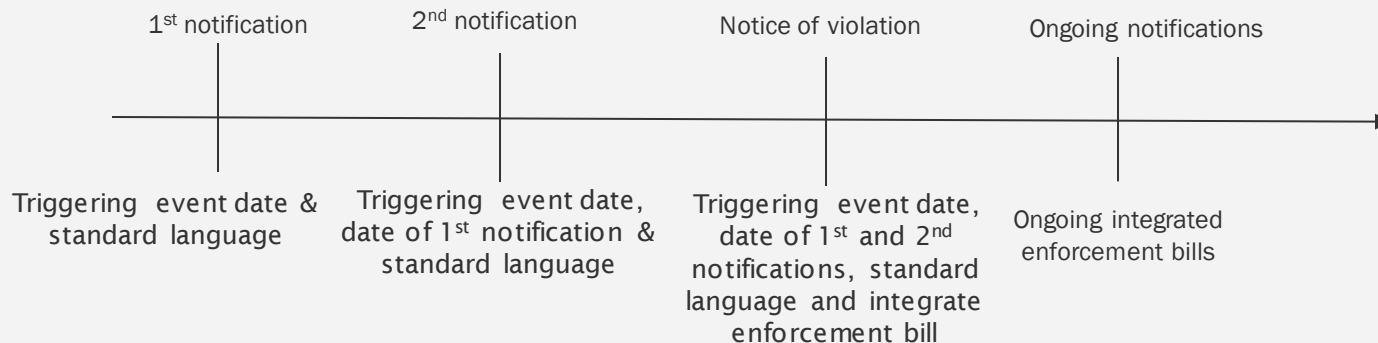 1st notification
2nd notification
Notice of violation
Ongoing notifications
Triggering event date &
standard language
Triggering event date,
date of 1st notification &
standard language
Triggering event date,
date of 1st and 2nd
notifications, standard
language and integrate
enforcement bill
Ongoing integrated
enforcement bills